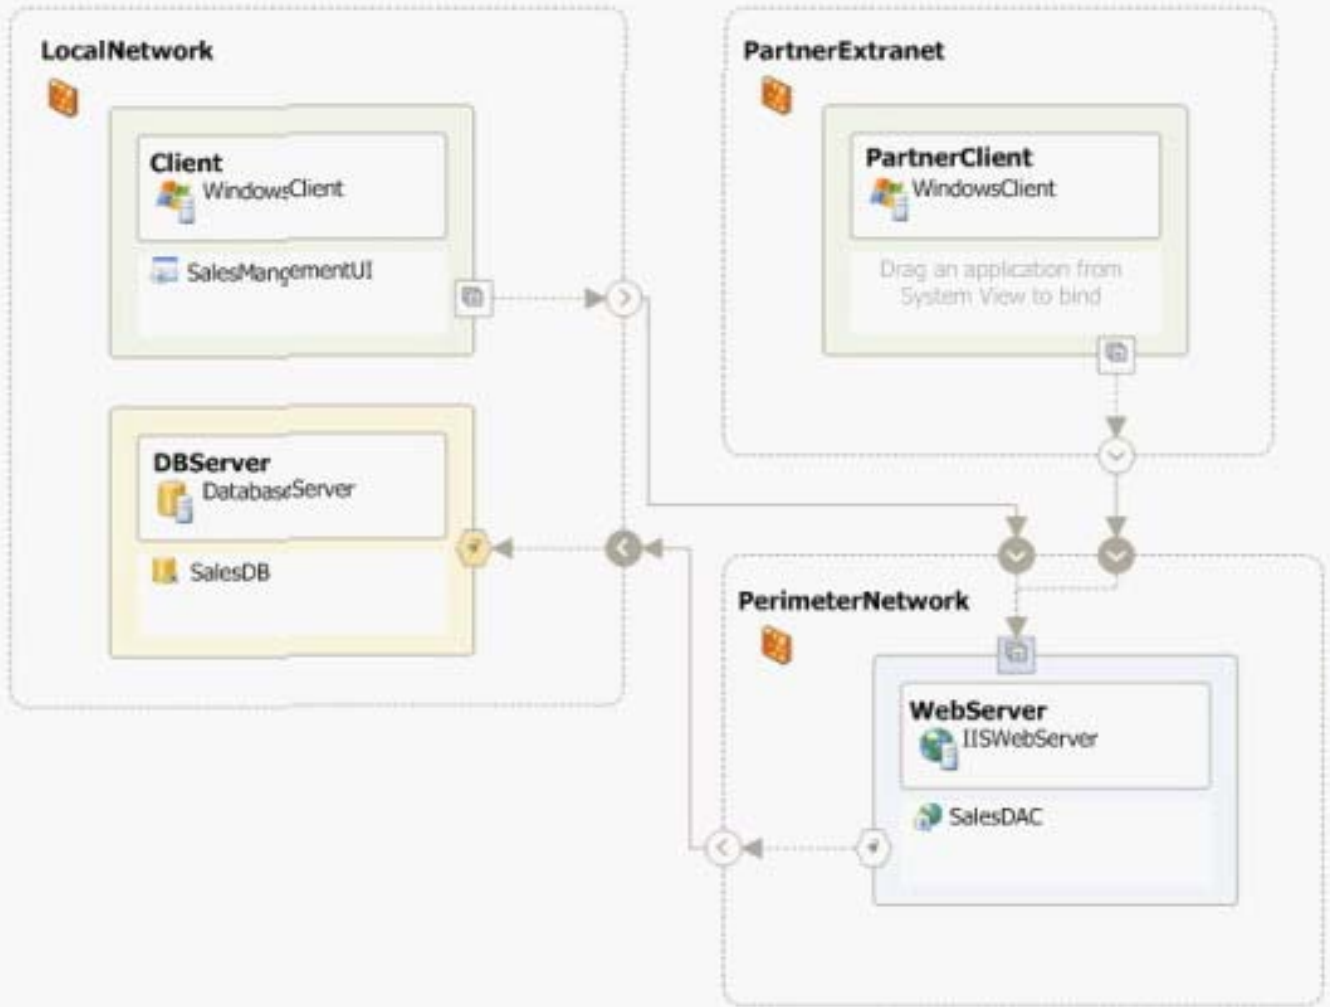 LocalNetwork
Client
WindowsClient
SalesMangementUI
DBServer
DatabaseServer
SalesDB
PartnerExtranet
PartnerClient
WindowsClient
Drag an application from
System View to bind
PerimeterNetwork
WebServer
IISWebServer
SalesDAC